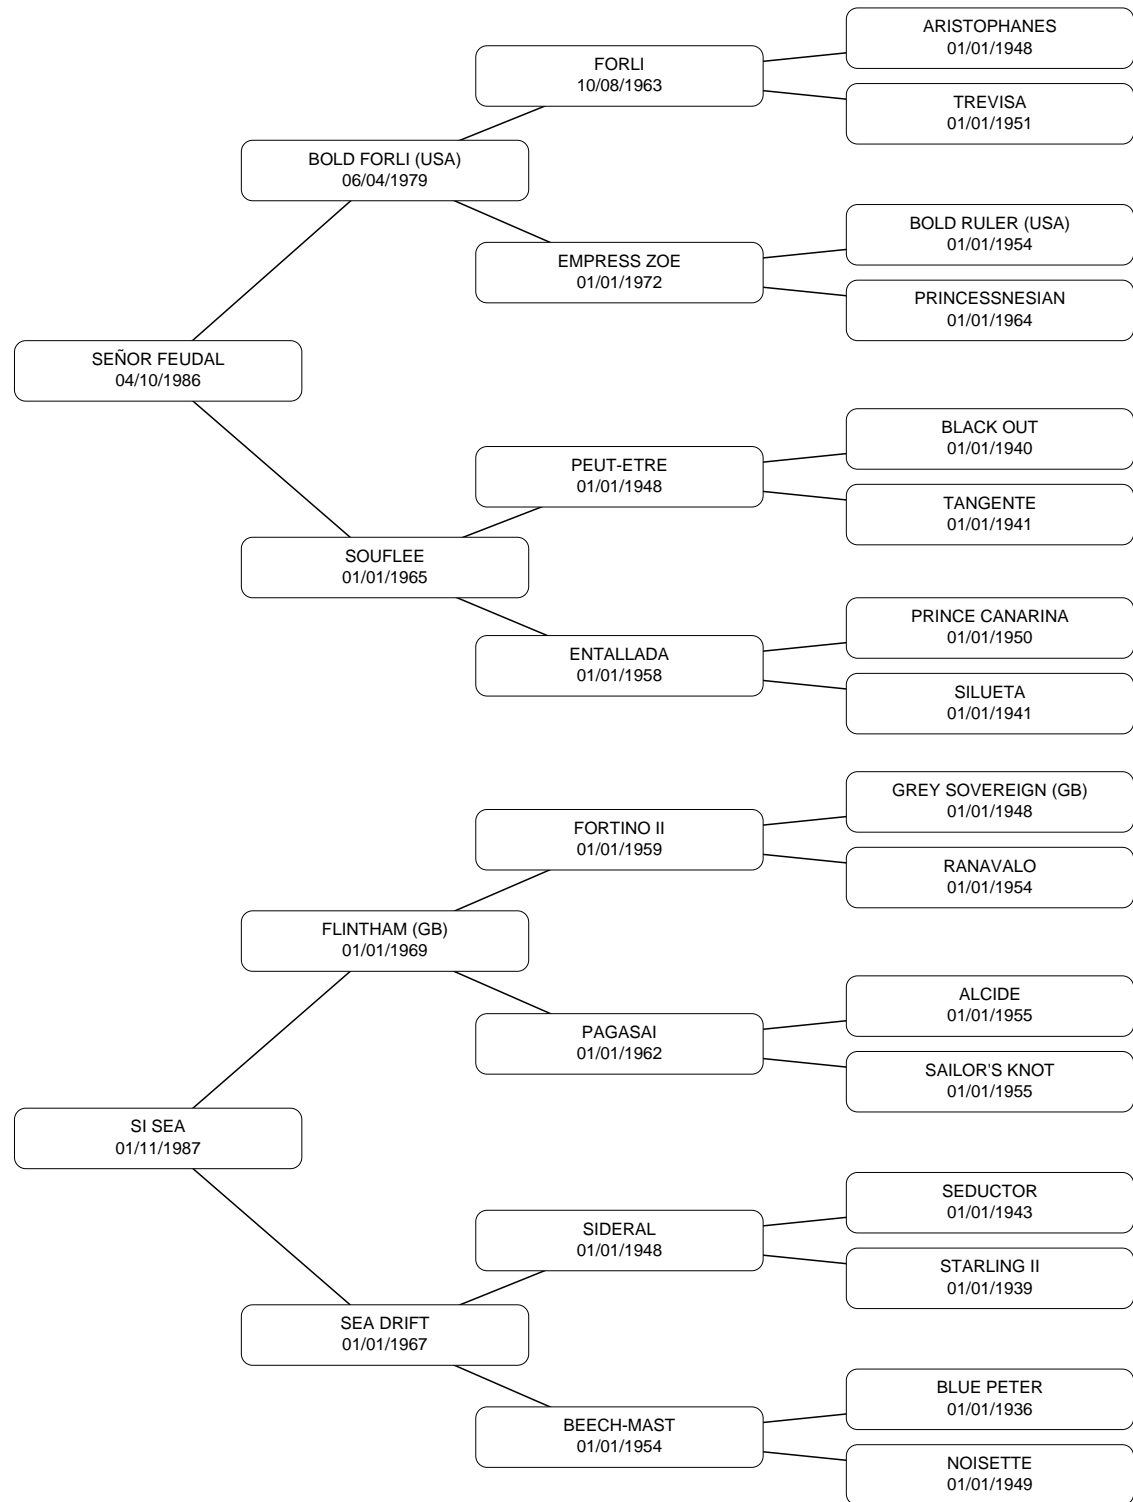 ARISTOPHANES
01/01/1948
FORLI
10/08/1963
TREVISA
01/01/1951
BOLD FORLI (USA)
06/04/1979
BOLD RULER (USA)
01/01/1954
EMPRESS ZOE
01/01/1972
PRINCESSNESIAN
01/01/1964
SEÑOR FEUDAL
04/10/1986
BLACK OUT
01/01/1940
PEUT-ETRE
01/01/1948
TANGENTE
01/01/1941
SOUFLEE
01/01/1965
PRINCE CANARINA
01/01/1950
ENTALLADA
01/01/1958
SILUETA
01/01/1941
GREY SOVEREIGN (GB)
01/01/1948
FORTINO II
01/01/1959
RANAVALO
01/01/1954
FLINTHAM (GB)
01/01/1969
ALCIDE
01/01/1955
PAGASAI
01/01/1962
SAILOR'S KNOT
01/01/1955
SI SEA
01/11/1987
SEDUCTOR
01/01/1943
SIDERAL
01/01/1948
STARLING II
01/01/1939
SEA DRIFT
01/01/1967
BLUE PETER
01/01/1936
BEECH-MAST
01/01/1954
NOISETTE
01/01/1949